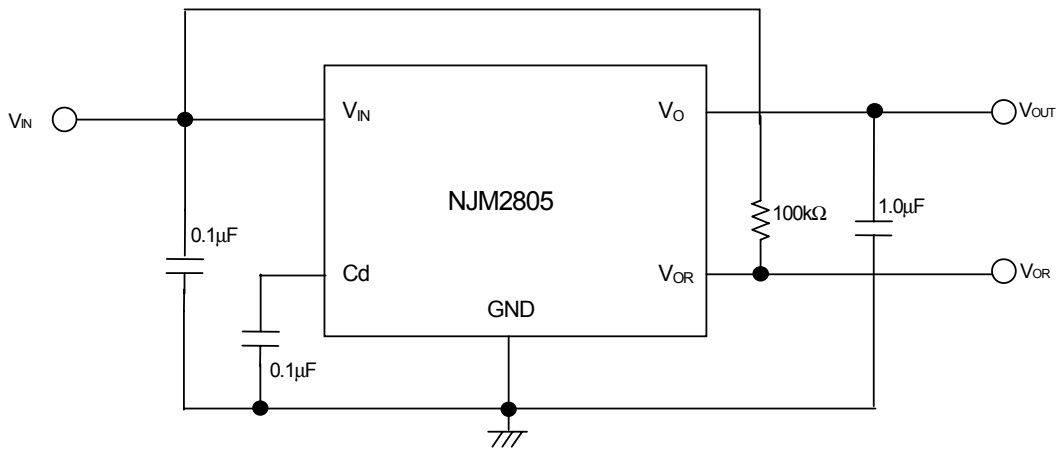 VIN
VIN
VO
VOUT
NJM2805
100kΩ
1.0μF
0.1μF
Cd
VOR
VOR
GND
0.1μF